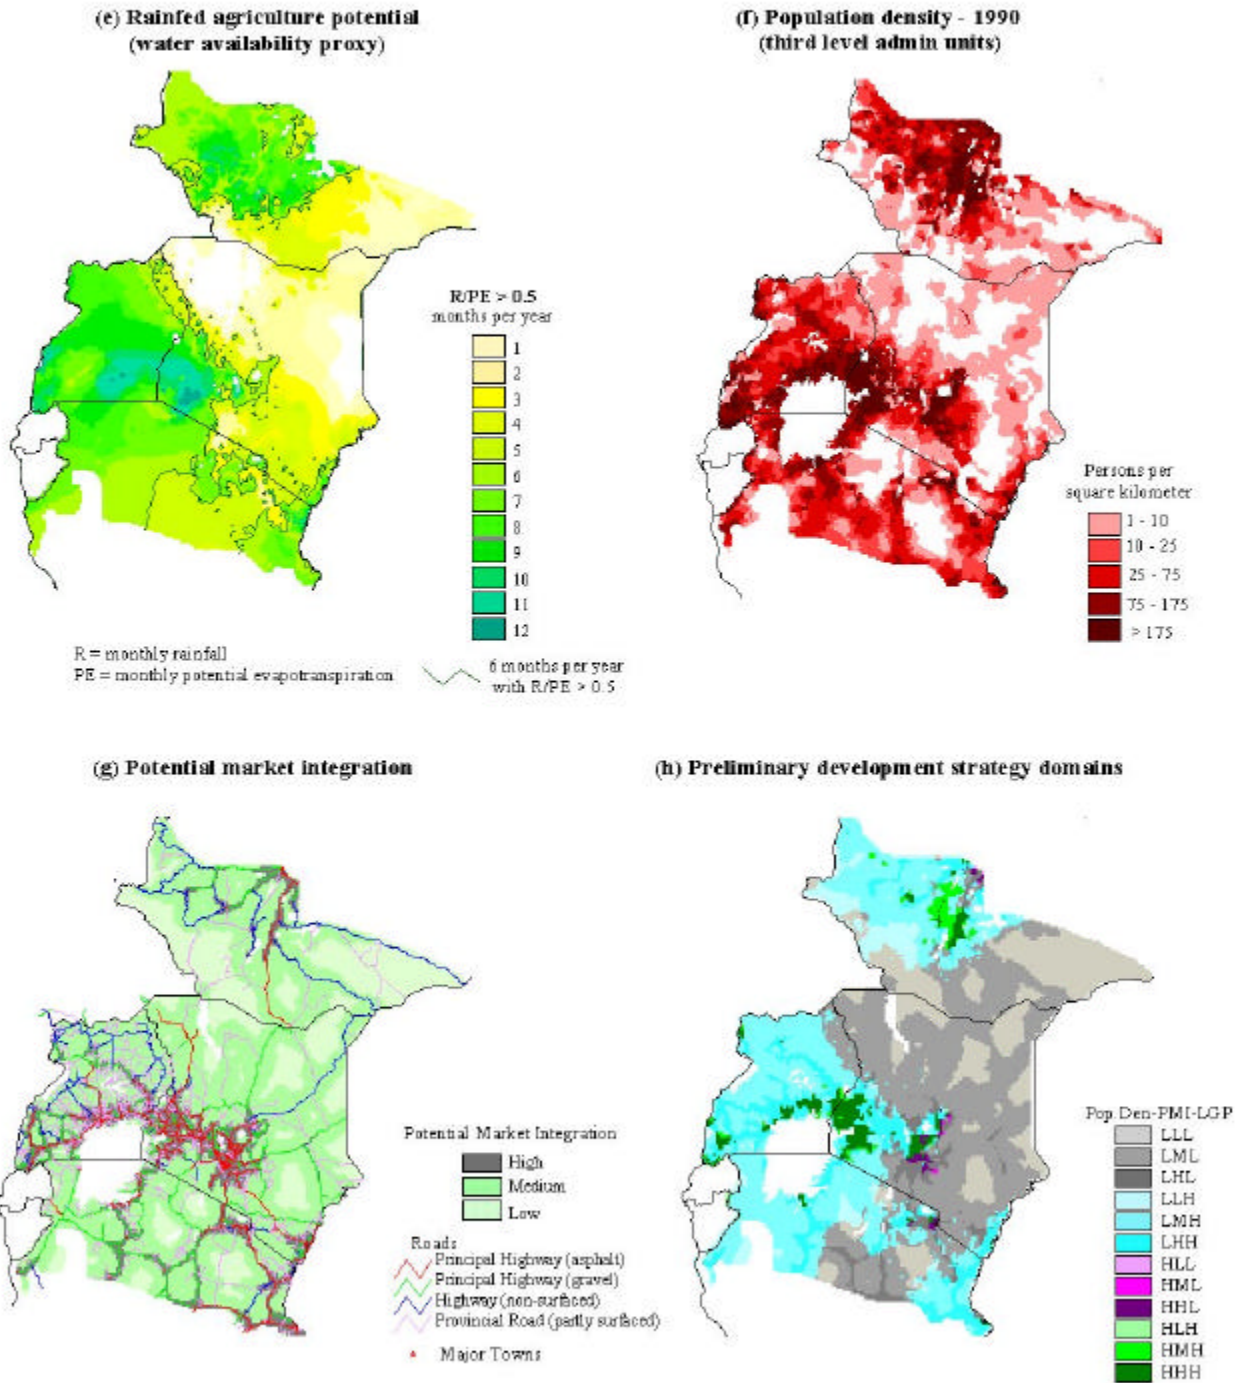 (e) Rainfed agriculture potential
(water availability proxy)
R/PE > 0.5
months per year
1
2
3
4
5
6
7
8
9
10
11
12
R = monthly rainfall
PE = monthly potential evapotranspiration
6 months per year
with R/PE > 0.5
(f) Population density - 1990
(third level admin units)
Persons per
square kilometer
1 - 10
10 - 25
25 - 75
75 - 175
> 175
(g) Potential market integration
Potential Market Integration
High
Medium
Low
Roads
Principal Highway (asphalt)
Principal Highway (gravel)
Highway (non-surfaced)
Provincial Road (partly surfaced)
Major Towns
(h) Preliminary development strategy domains
Pop.Den-PMI-LGP
LLL
LML
LHL
LLH
LMH
LHH
HLL
HML
HHL
HLH
HMH
HHH